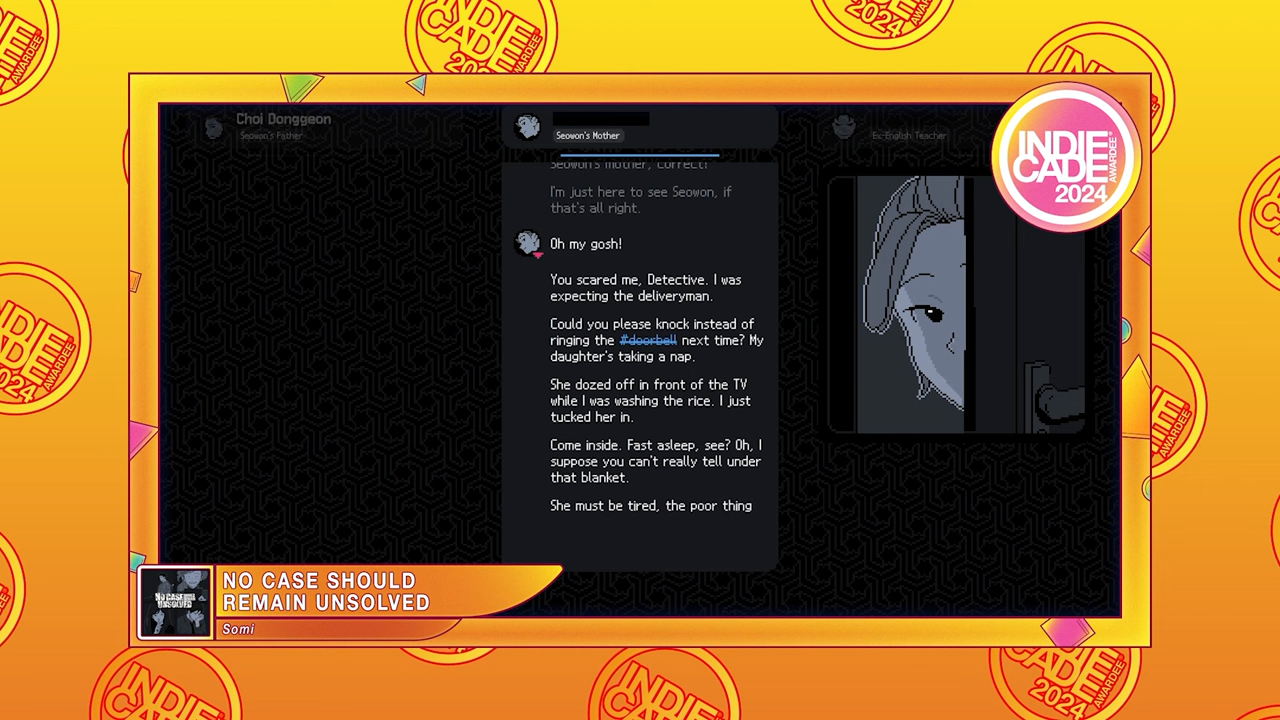 INDIE
CADE
2024
AWARDEE
Choi Donggeon
Seowon's Father
Seowon's Mother
Ex-English Teacher
Seowon's mother, correct?
I'm just here to see Seowon, if
that's all right.
Oh my gosh!
You scared me, Detective. I was
expecting the deliveryman.
Could you please knock instead of
ringing the #doorbell next time? My
daughter's taking a nap.
She dozed off in front of the TV
while I was washing the rice. I just
tucked her in.
Come inside. Fast asleep, see? Oh, I
suppose you can't really tell under
that blanket.
She must be tired, the poor thing
NO CASE SHOULD
REMAIN UNSOLVED
Somi